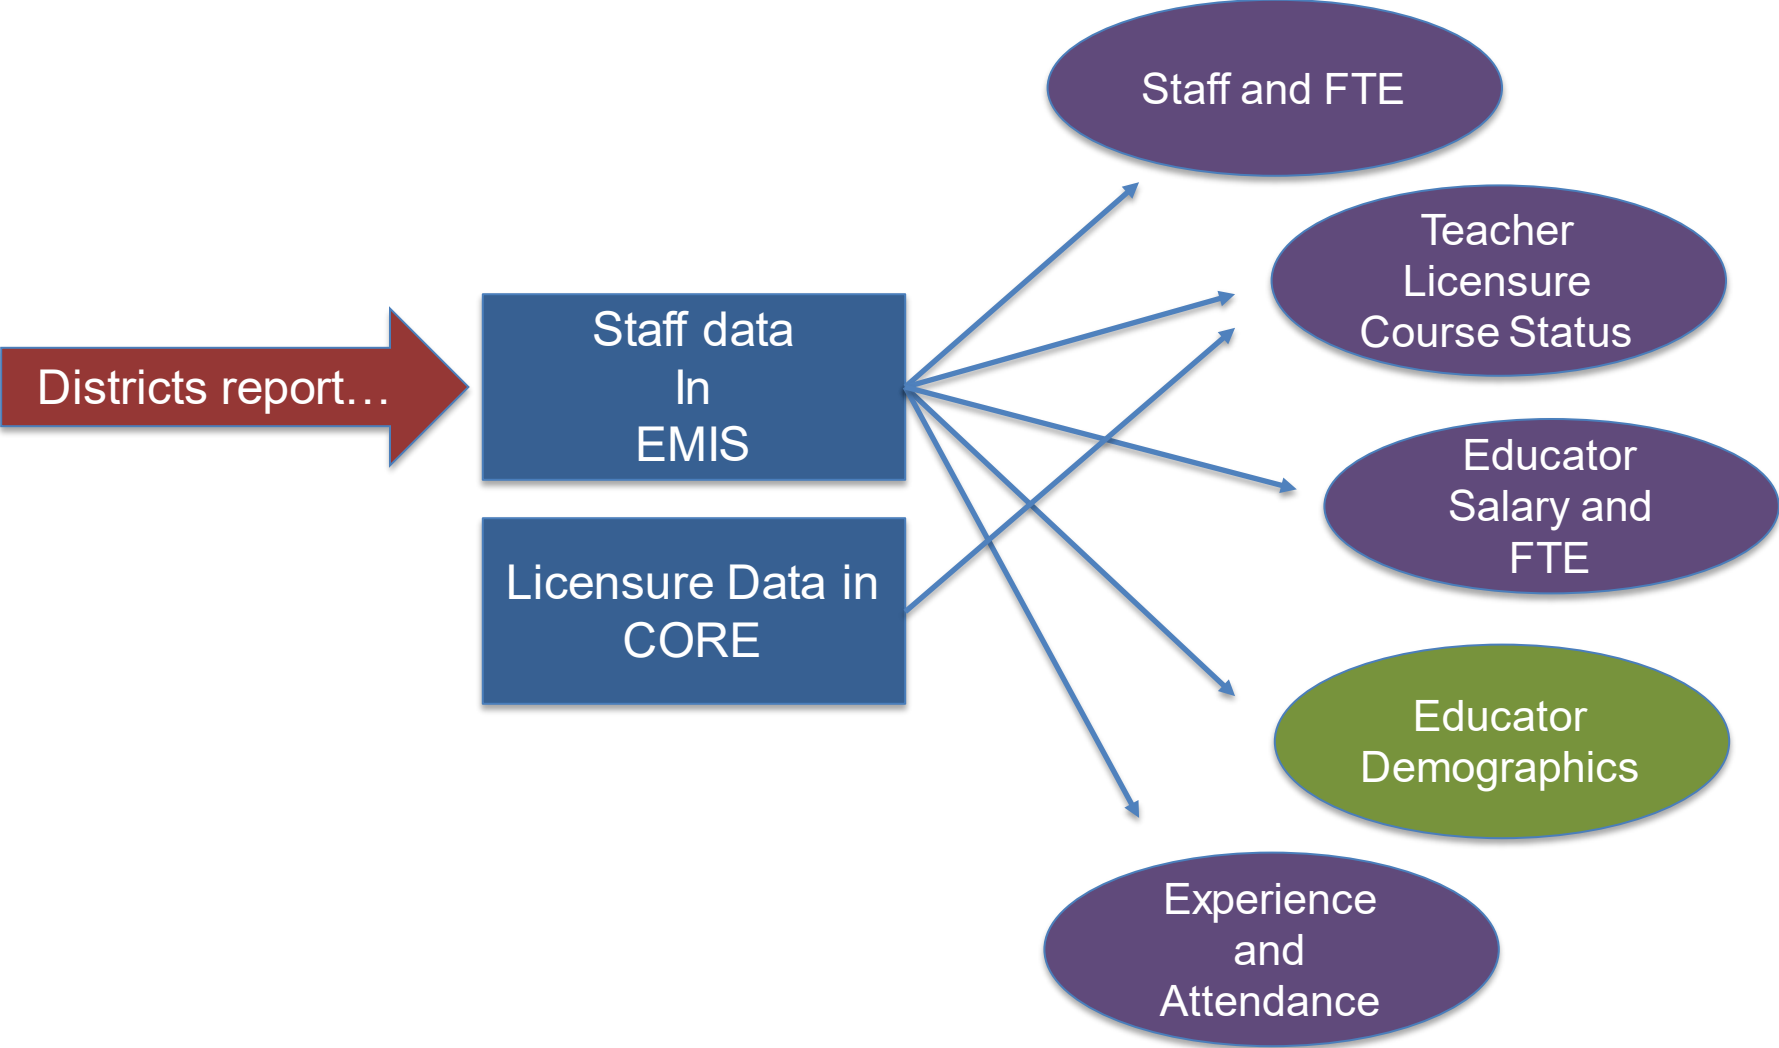 Districts report…
Staff data
In
EMIS
Licensure Data in
CORE
Staff and FTE
Teacher
Licensure
Course Status
Educator
Salary and
FTE
Educator
Demographics
Experience
and
Attendance